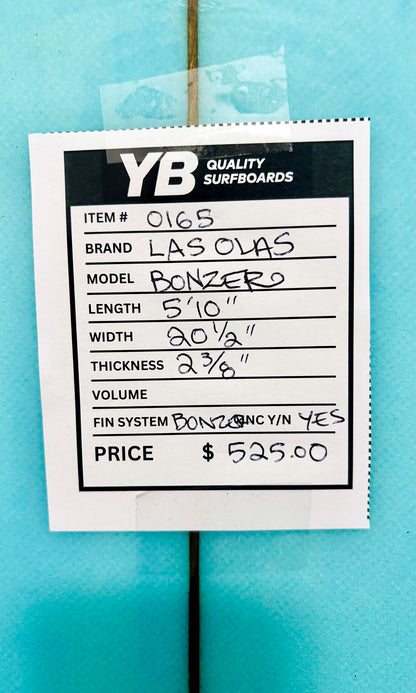 YB QUALITY
SURFBOARDS
ITEM # 0165
BRAND LAS OLAS
MODEL BONZER
LENGTH 5'10"
WIDTH 20 1/2"
THICKNESS 2 3/8"
VOLUME
FIN SYSTEM BONZER INC Y/N YES
PRICE $ 525.00